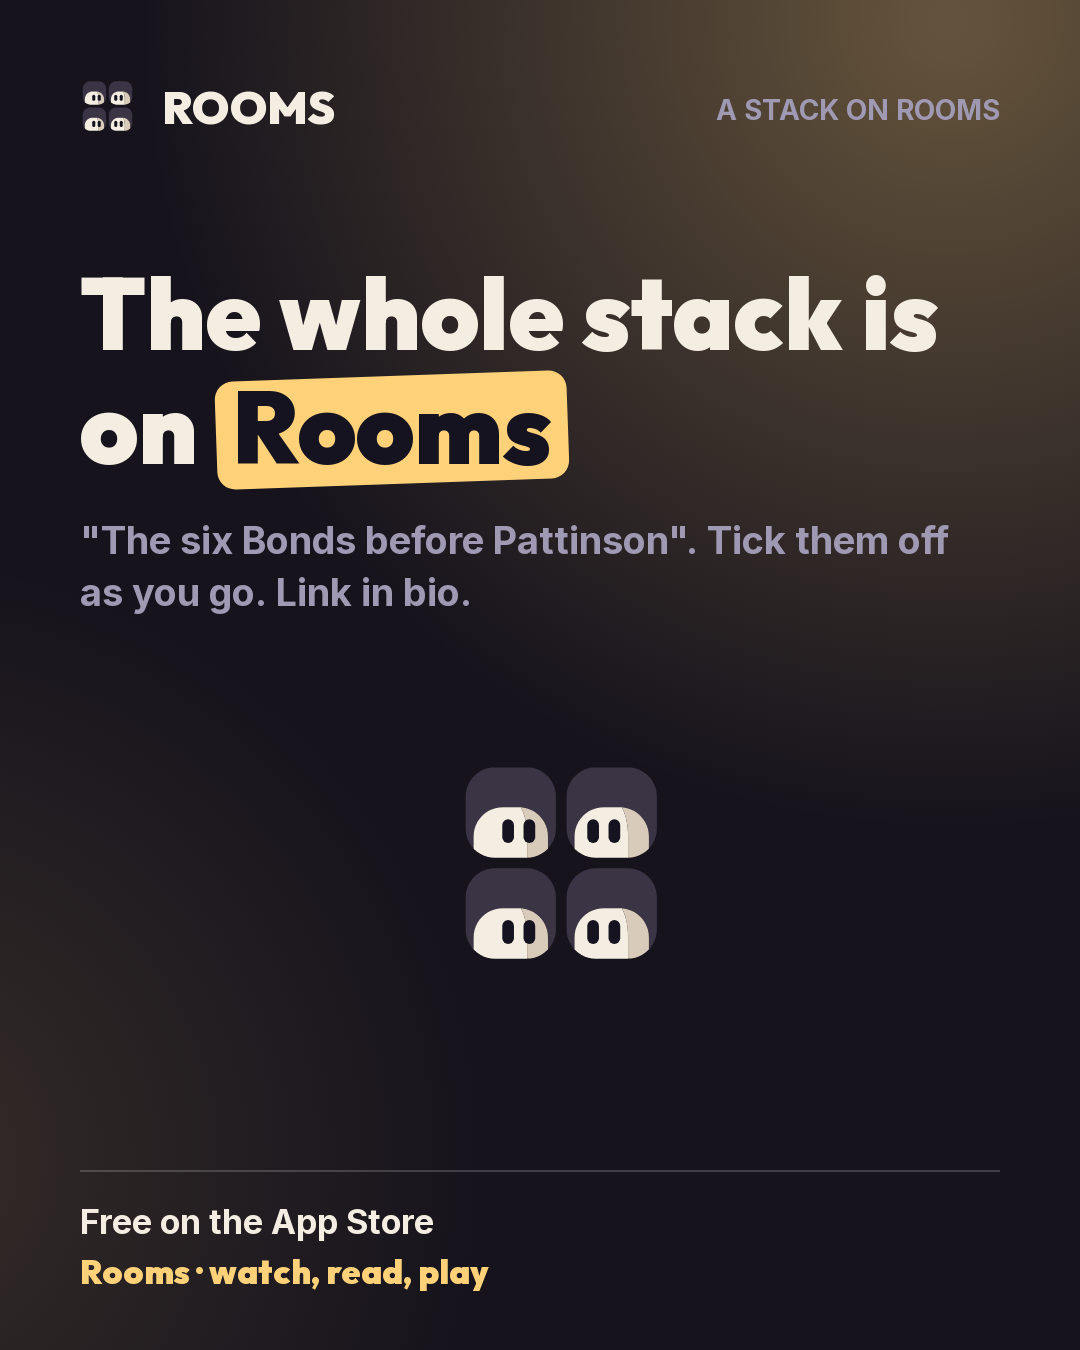 ROOMS
A STACK ON ROOMS
The whole stack is
on Rooms
"The six Bonds before Pattinson". Tick them off
as you go. Link in bio.
Free on the App Store
Rooms · watch, read, play